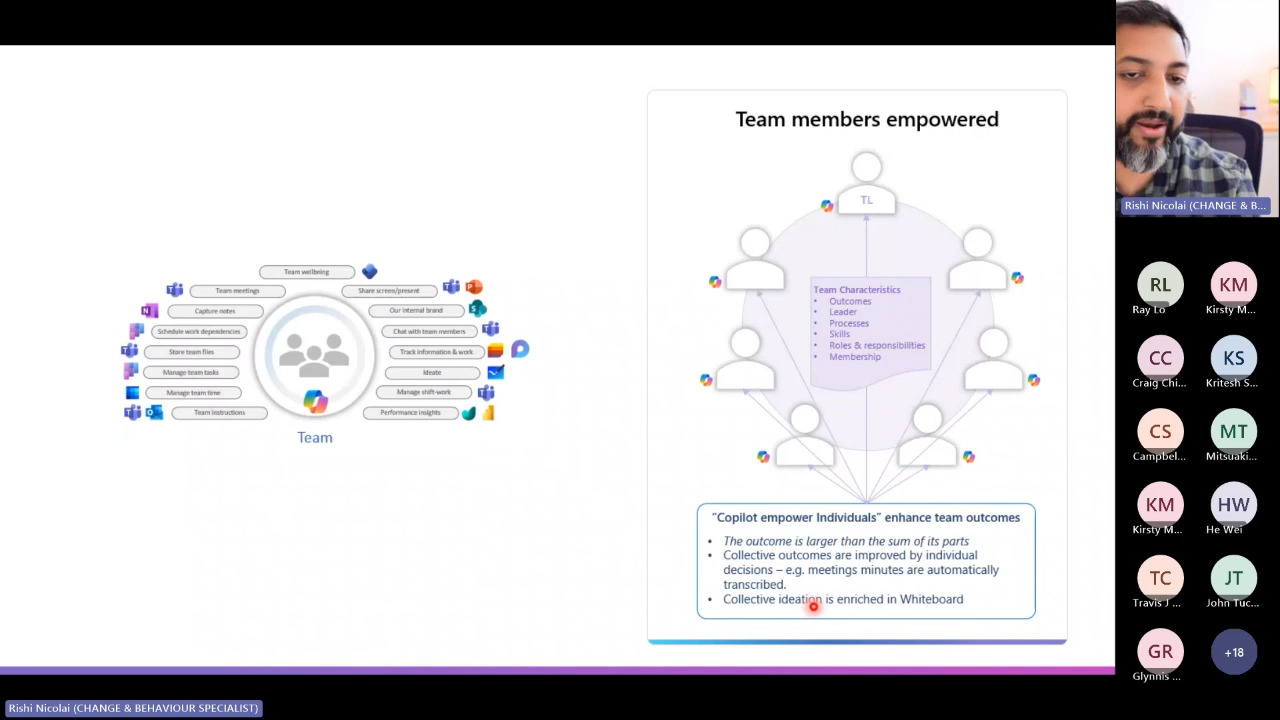 Team wellbeing
Team meetings
Share screen/present
Capture notes
Our internal brand
Schedule work dependencies
Chat with team members
Store team files
Track information & work
Manage team tasks
Ideate
Manage team time
Manage shift-work
Team instructions
Performance insights
Team
Team members empowered
TL
Team Characteristics
• Outcomes
• Leader
• Processes
• Skills
• Roles & responsibilities
• Membership
"Copilot empower Individuals" enhance team outcomes
• The outcome is larger than the sum of its parts
• Collective outcomes are improved by individual
decisions – e.g. meetings minutes are automatically
transcribed.
• Collective ideation is enriched in Whiteboard
Rishi Nicolai (CHANGE & B...
RL
Ray Lo
KM
Kirsty M...
CC
Craig Chi...
KS
Kritesh S...
CS
Campbel...
MT
Mitsuaki...
KM
Kirsty M...
HW
He Wei
TC
Travis J ...
JT
John Tuc...
GR
Glynnis ...
+18
Rishi Nicolai (CHANGE & BEHAVIOUR SPECIALIST)